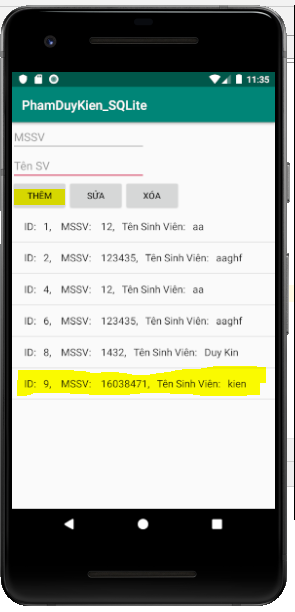 11:35
PhamDuyKien_SQLite
MSSV
Tên SV
THÊM SỬA XÓA
ID: 1, MSSV: 12, Tên Sinh Viên: aa
ID: 2, MSSV: 123435, Tên Sinh Viên: aaghf
ID: 4, MSSV: 12, Tên Sinh Viên: aa
ID: 6, MSSV: 123435, Tên Sinh Viên: aaghf
ID: 8, MSSV: 1432, Tên Sinh Viên: Duy Kin
ID: 9, MSSV: 16038471, Tên Sinh Viên: kien